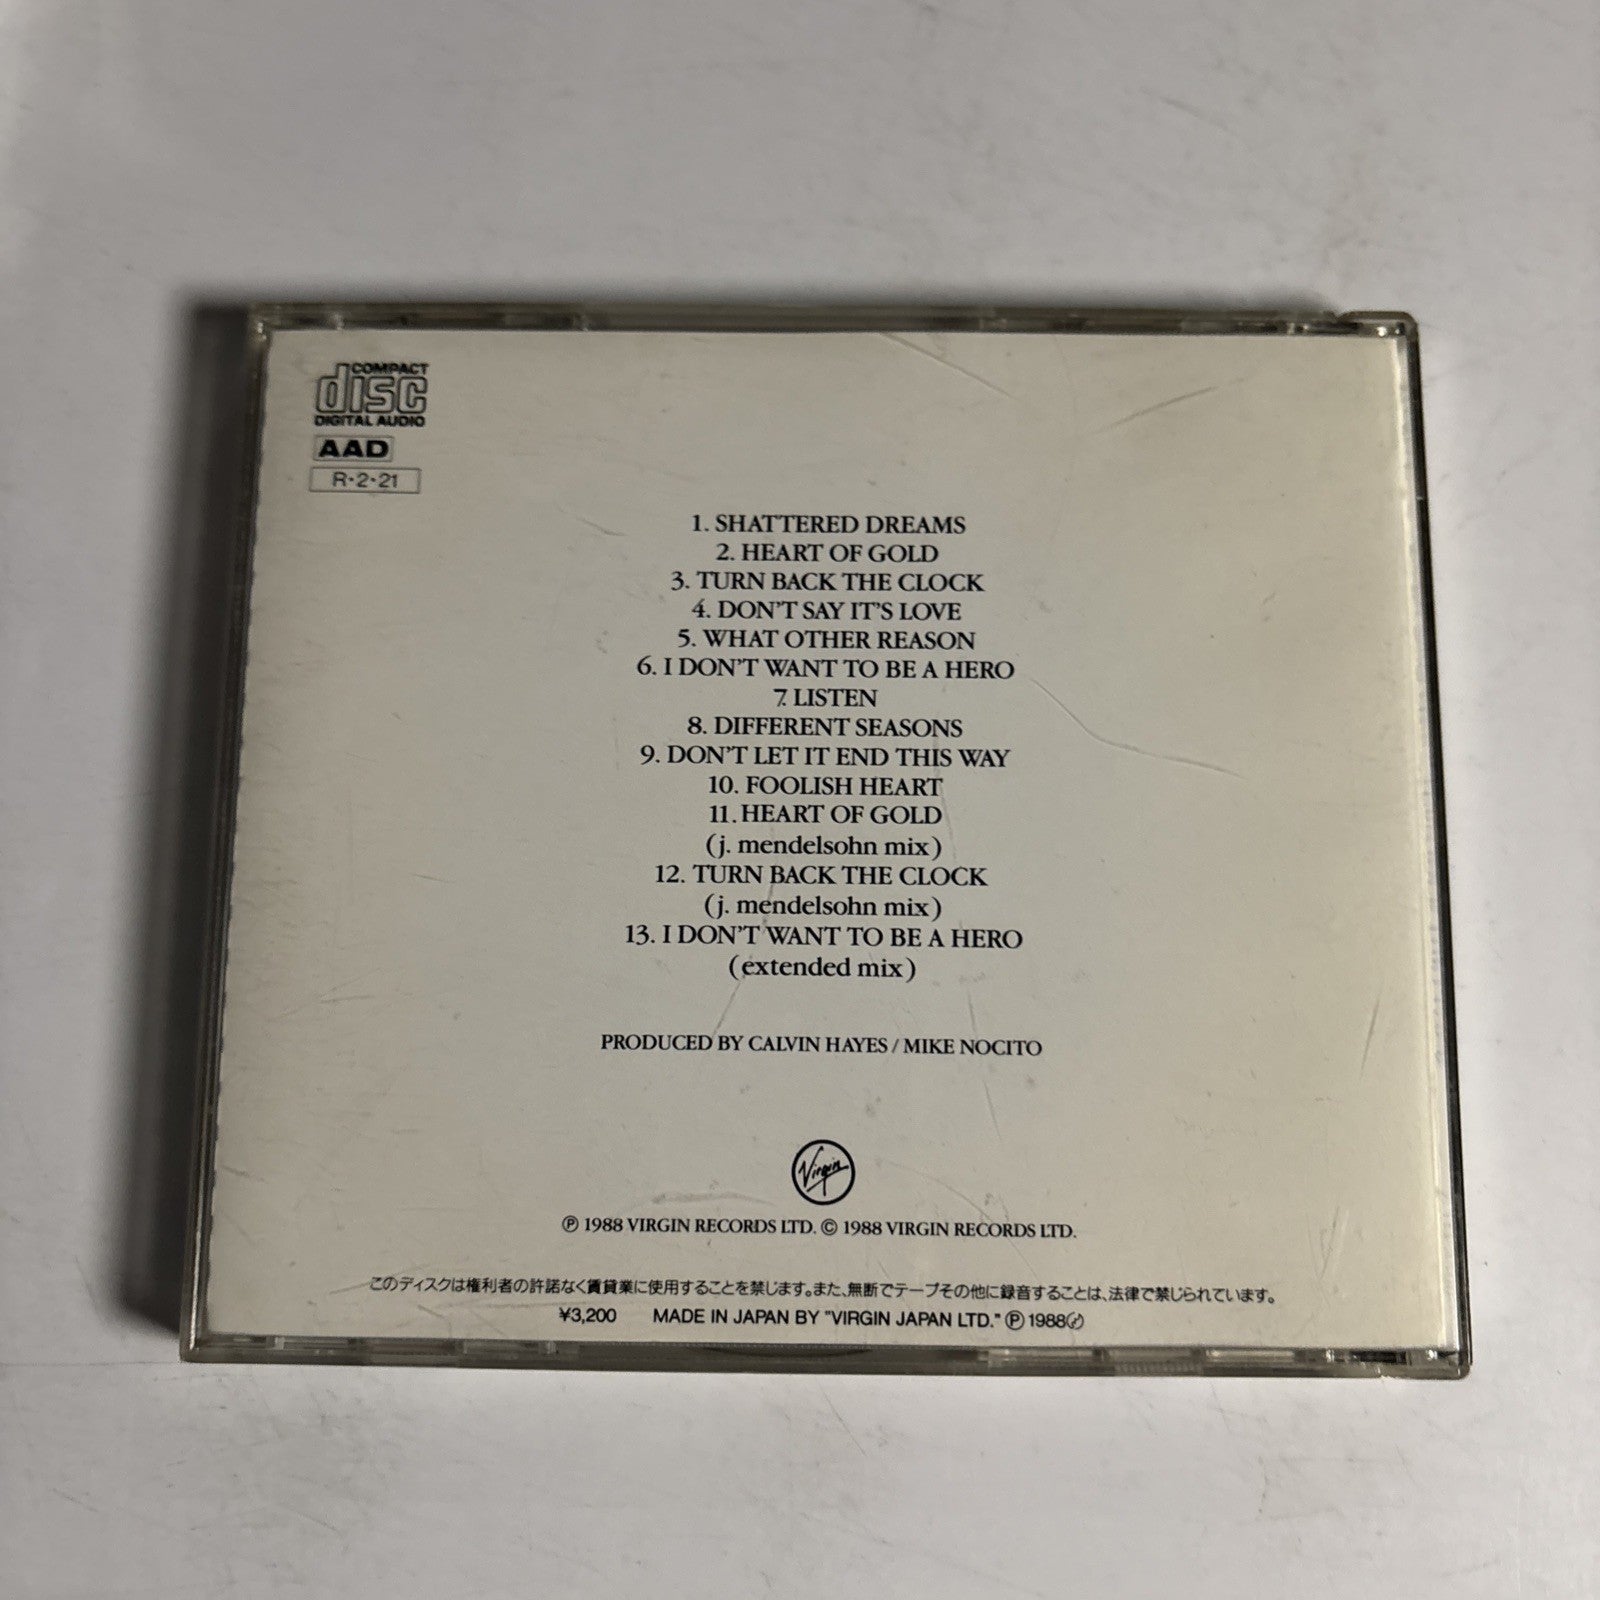 COMPACT
disc
DIGITAL AUDIO
AAD
R·2·21
1. SHATTERED DREAMS
2. HEART OF GOLD
3. TURN BACK THE CLOCK
4. DON'T SAY IT'S LOVE
5. WHAT OTHER REASON
6. I DON'T WANT TO BE A HERO
7. LISTEN
8. DIFFERENT SEASONS
9. DON'T LET IT END THIS WAY
10. FOOLISH HEART
11. HEART OF GOLD
(j. mendelsohn mix)
12. TURN BACK THE CLOCK
(j. mendelsohn mix)
13. I DON'T WANT TO BE A HERO
(extended mix)
PRODUCED BY CALVIN HAYES / MIKE NOCITO
Virgin
℗ 1988 VIRGIN RECORDS LTD. © 1988 VIRGIN RECORDS LTD.
このディスクは権利者の許諾なく賃貸業に使用することを禁じます。また、無断でテープその他に録音することは、法律で禁じられています。
¥3,200 MADE IN JAPAN BY "VIRGIN JAPAN LTD." ℗ 1988